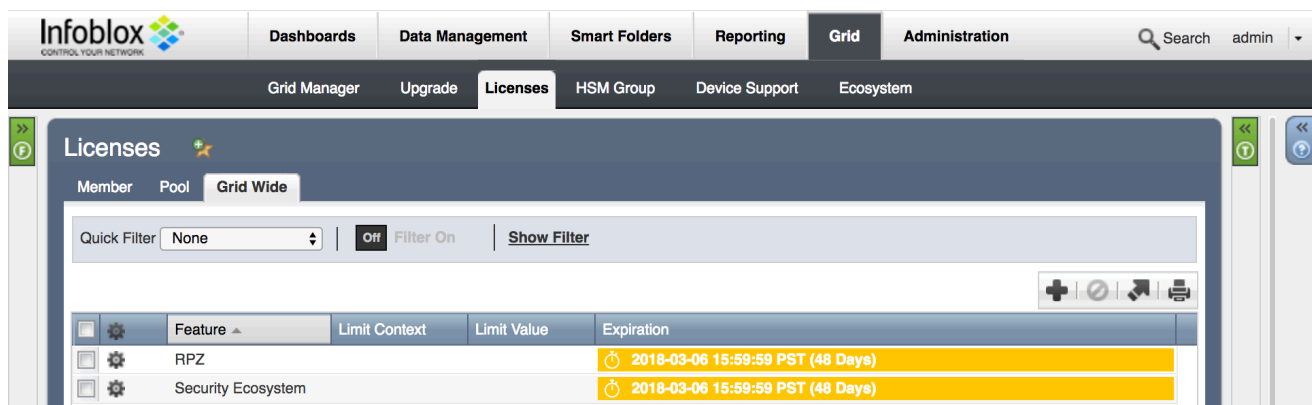 Infoblox
CONTROL YOUR NETWORK
Dashboards Data Management Smart Folders Reporting Grid Administration Search admin
Grid Manager Upgrade Licenses HSM Group Device Support Ecosystem
F Licenses T ?
Member Pool Grid Wide
Quick Filter None Off Filter On Show Filter
Feature Limit Context Limit Value Expiration
RPZ 2018-03-06 15:59:59 PST (48 Days)
Security Ecosystem 2018-03-06 15:59:59 PST (48 Days)